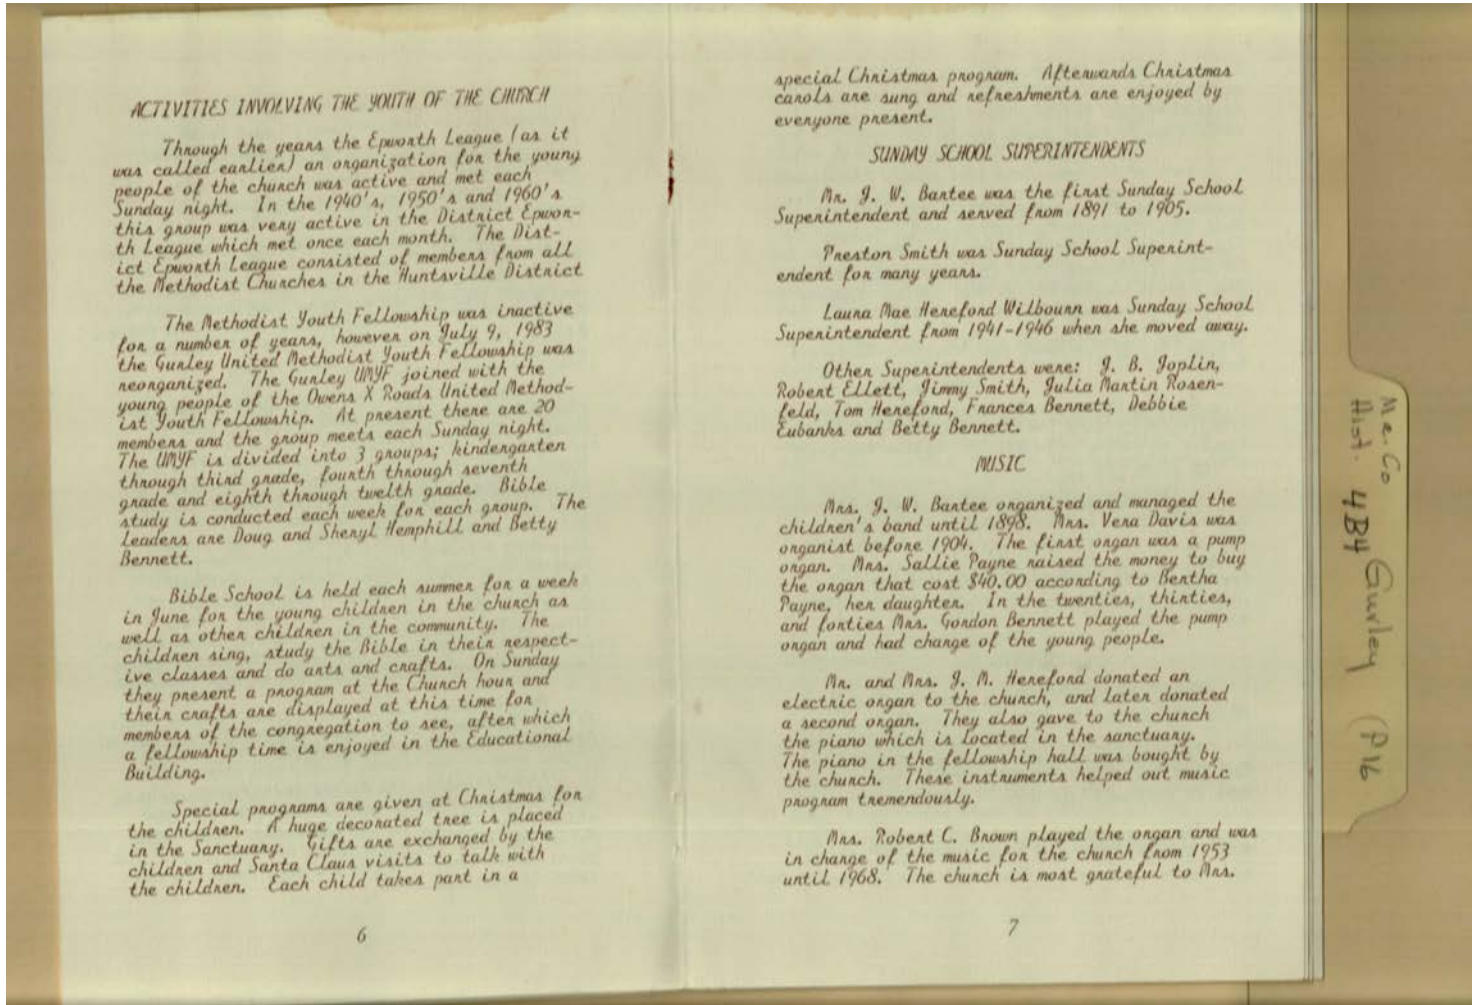 ACTIVITIES INVOLVING THE YOUTH OF THE CHURCH
Through the years the Epworth League (as it
was called earlier) an organization for the young
people of the church was active and met each
Sunday night. In the 1940's, 1950's and 1960's
this group was very active in the District Epwor-
th League which met once each month. The Dist-
ict Epworth League consisted of members from all
the Methodist Churches in the Huntsville District
The Methodist Youth Fellowship was inactive
for a number of years, however on July 9, 1983
the Gurley United Methodist Youth Fellowship was
reorganized. The Gurley UMYF joined with the
young people of the Owens X Roads United Method-
ist Youth Fellowship. At present there are 20
members and the group meets each Sunday night.
The UMYF is divided into 3 groups; kindergarten
through third grade, fourth through seventh
grade and eighth through twelth grade. Bible
study is conducted each week for each group. The
leaders are Doug and Sheryl Hemphill and Betty
Bennett.
Bible School is held each summer for a week
in June for the young children in the church as
well as other children in the community. The
children sing, study the Bible in their respect-
ive classes and do arts and crafts. On Sunday
they present a program at the Church hour and
their crafts are displayed at this time for
members of the congregation to see, after which
a fellowship time is enjoyed in the Educational
Building.
Special programs are given at Christmas for
the children. A huge decorated tree is placed
in the Sanctuary. Gifts are exchanged by the
children and Santa Claus visits to talk with
the children. Each child takes part in a
6
special Christmas program. Afterwards Christmas
carols are sung and refreshments are enjoyed by
everyone present.
SUNDAY SCHOOL SUPERINTENDENTS
Mr. J. W. Bartee was the first Sunday School
Superintendent and served from 1891 to 1905.
Preston Smith was Sunday School Superint-
endent for many years.
Laura Mae Hereford Wilbourn was Sunday School
Superintendent from 1941-1946 when she moved away.
Other Superintendents were: J. B. Joplin,
Robert Ellett, Jimmy Smith, Julia Martin Rosen-
feld, Tom Hereford, Frances Bennett, Debbie
Eubanks and Betty Bennett.
MUSIC
Mrs. J. W. Bartee organized and managed the
children's band until 1898. Mrs. Vera Davis was
organist before 1904. The first organ was a pump
organ. Mrs. Sallie Payne raised the money to buy
the organ that cost $40.00 according to Bertha
Payne, her daughter. In the twenties, thirties,
and forties Mrs. Gordon Bennett played the pump
organ and had charge of the young people.
Mr. and Mrs. J. M. Hereford donated an
electric organ to the church, and later donated
a second organ. They also gave to the church
the piano which is located in the sanctuary.
The piano in the fellowship hall was bought by
the church. These instruments helped out music
program tremendously.
Mrs. Robert C. Brown played the organ and was
in charge of the music for the church from 1953
until 1968. The church is most grateful to Mrs.
7
Ma. Co
Hist. 4B4 Gurley (P16